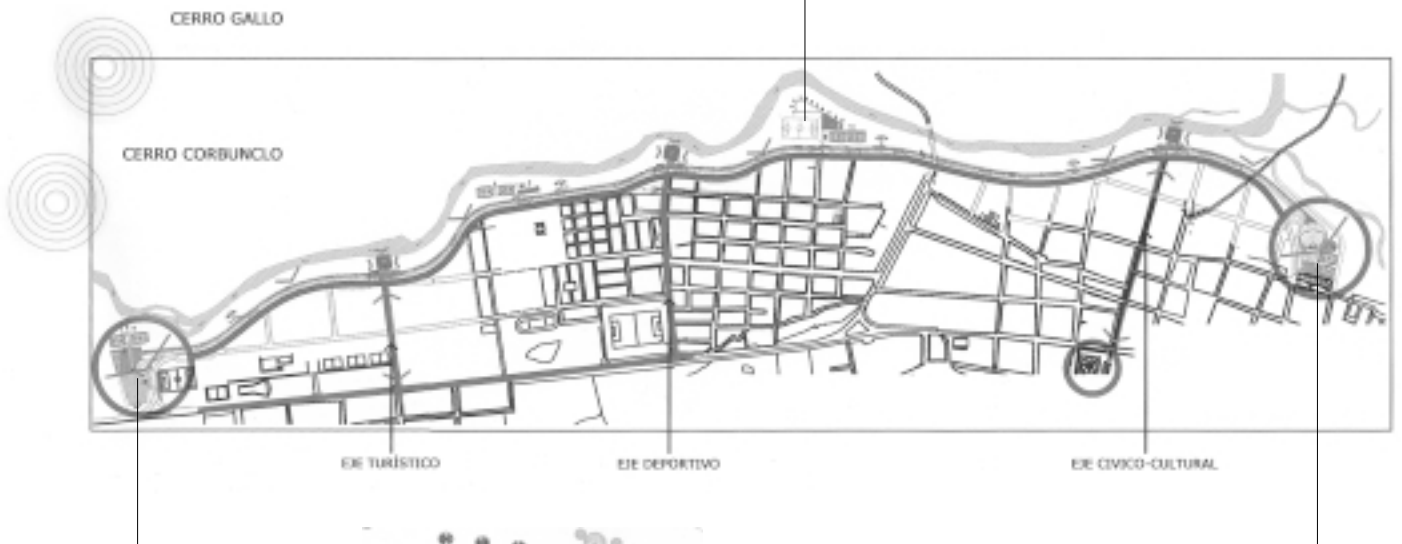 CERRO GALLO
CERRO CORBUNCLO
EJE TURÍSTICO
EJE DEPORTIVO
EJE CIVICO-CULTURAL